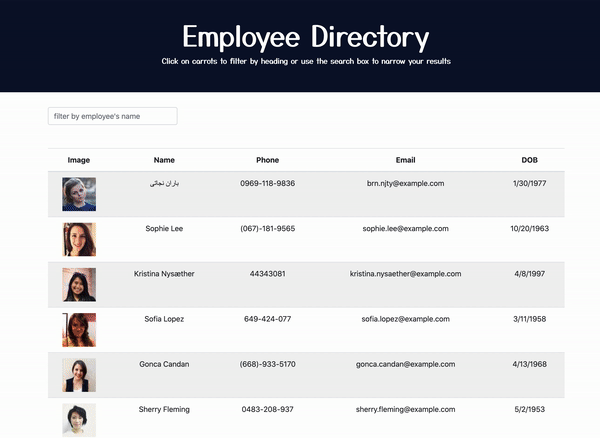 Employee Directory
Click on carrots to filter by heading or use the search box to narrow your results
filter by employee's name
Image Name Phone Email DOB
باران نجاتی 0969-118-9836 brn.njty@example.com 1/30/1977
Sophie Lee (067)-181-9565 sophie.lee@example.com 10/20/1963
Kristina Nysæther 44343081 kristina.nysaether@example.com 4/8/1997
Sofia Lopez 649-424-077 sofia.lopez@example.com 3/11/1958
Gonca Candan (668)-933-5170 gonca.candan@example.com 4/13/1968
Sherry Fleming 0483-208-937 sherry.fleming@example.com 5/2/1953